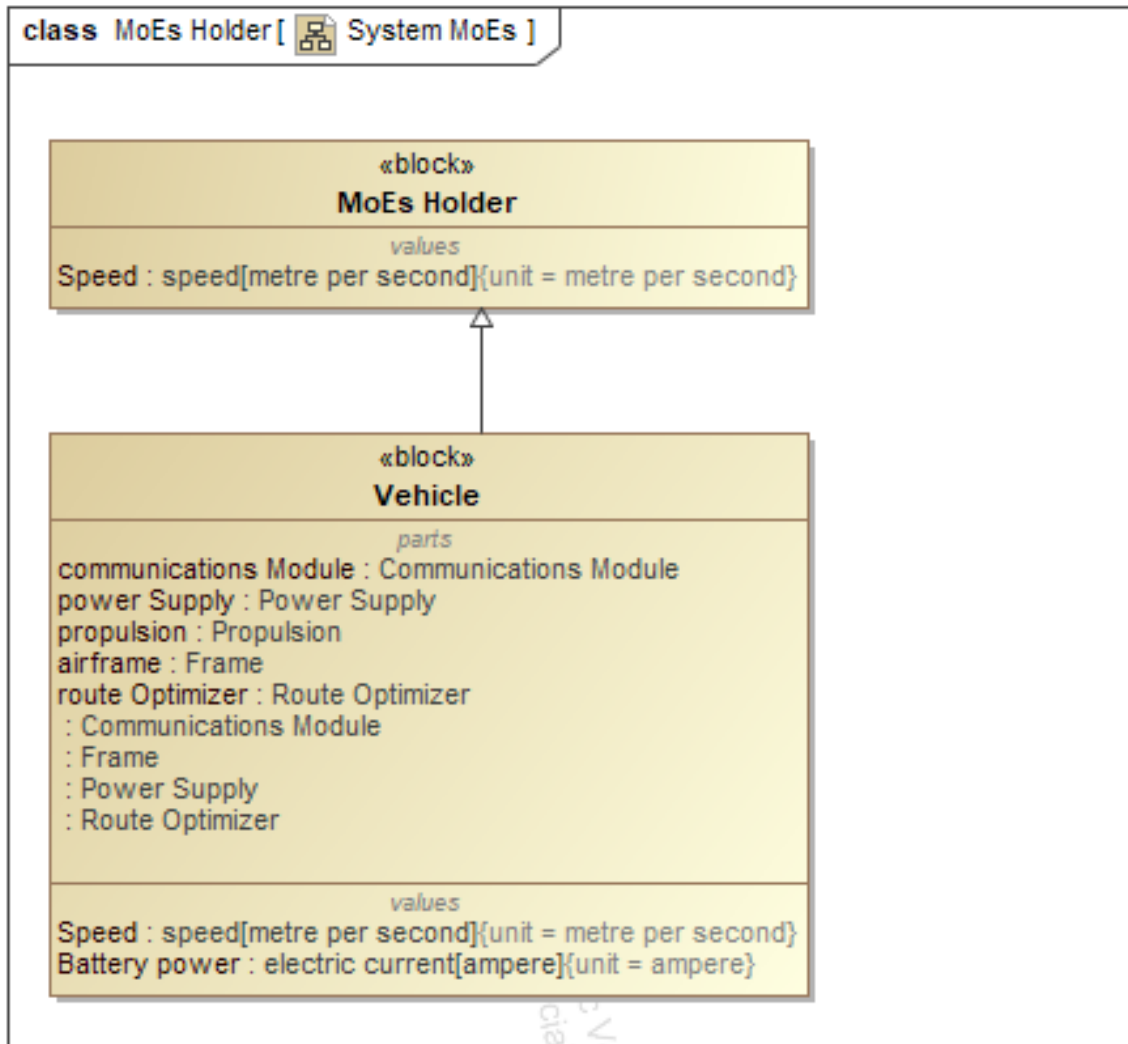 class MoEs Holder [ System MoEs ]
«block»
MoEs Holder
values
Speed : speed[metre per second]{unit = metre per second}
«block»
Vehicle
parts
communications Module : Communications Module
power Supply : Power Supply
propulsion : Propulsion
airframe : Frame
route Optimizer : Route Optimizer
: Communications Module
: Frame
: Power Supply
: Route Optimizer
values
Speed : speed[metre per second]{unit = metre per second}
Battery power : electric current[ampere]{unit = ampere}